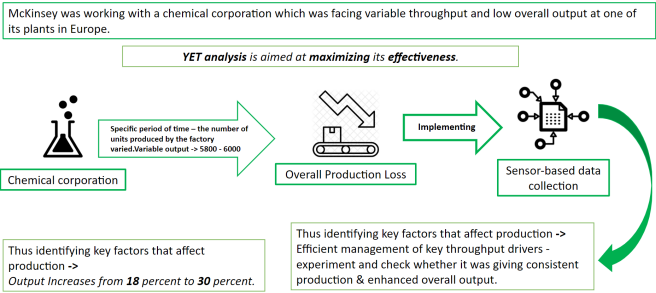 McKinsey was working with a chemical corporation which was facing variable throughput and low overall output at one of
its plants in Europe.
YET analysis is aimed at maximizing its effectiveness.
Specific period of time – the number of
units produced by the factory
varied.Variable output -> 5800 - 6000
Implementing
Chemical corporation
Overall Production Loss
Sensor-based data
collection
Thus identifying key factors that affect
production ->
Output Increases from 18 percent to 30 percent.
Thus identifying key factors that affect production ->
Efficient management of key throughput drivers -
experiment and check whether it was giving consistent
production & enhanced overall output.